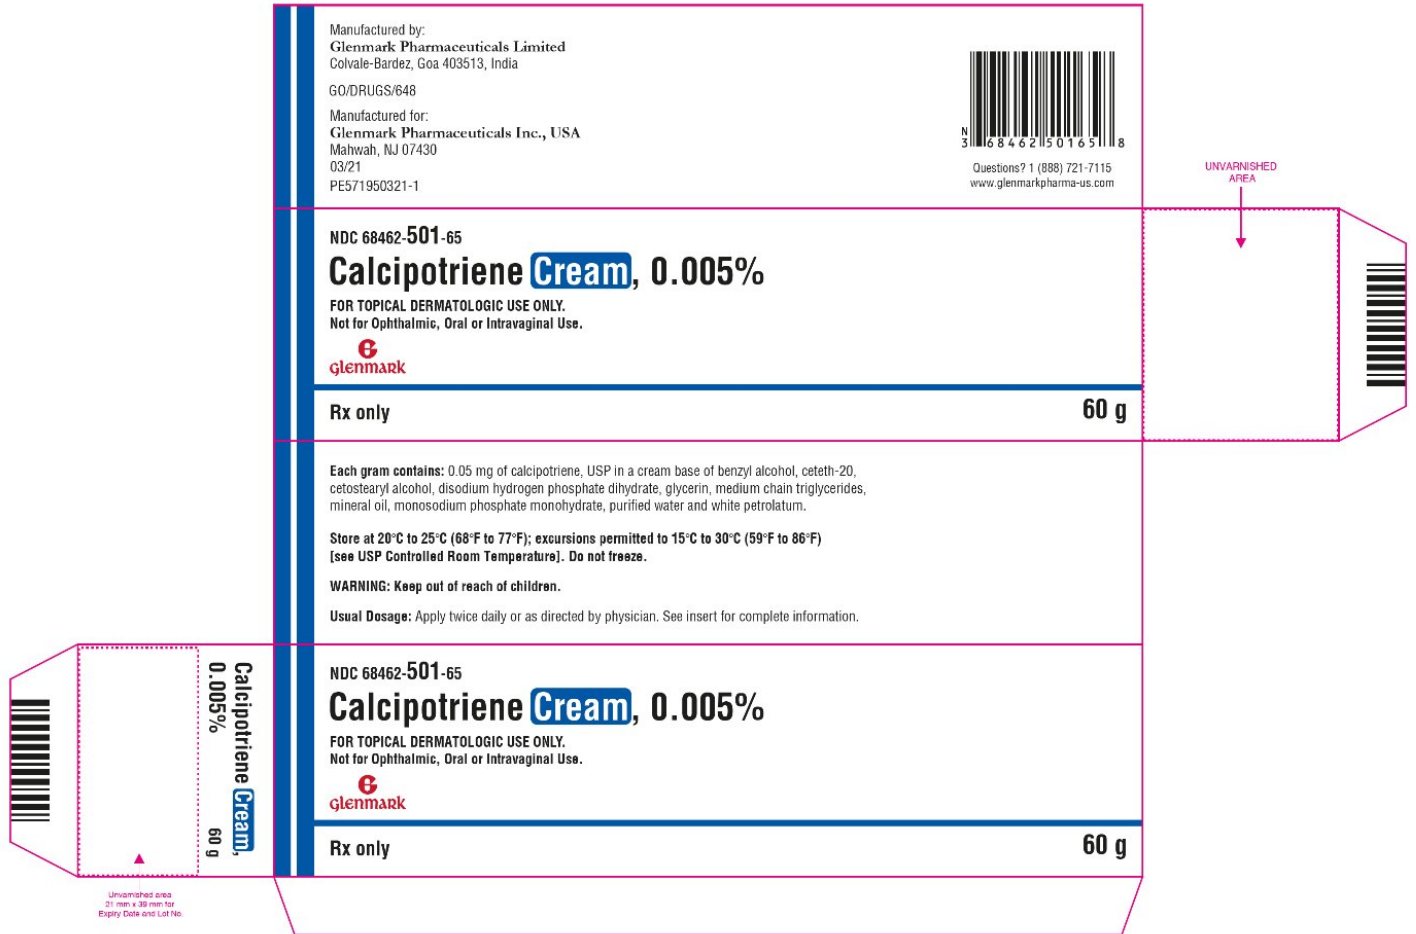 Manufactured by:
Glenmark Pharmaceuticals Limited
Colvale-Bardez, Goa 403513, India
GO/DRUGS/648
Manufactured for:
Glenmark Pharmaceuticals Inc., USA
Mahwah, NJ 07430
03/21
PE571950321-1
N
3 68462 50165 8
Questions? 1 (888) 721-7115
www.glenmarkpharma-us.com
UNVARNISHED
AREA
NDC 68462-501-65
Calcipotriene Cream, 0.005%
FOR TOPICAL DERMATOLOGIC USE ONLY.
Not for Ophthalmic, Oral or Intravaginal Use.
G
glenmark
Rx only
60 g
Each gram contains: 0.05 mg of calcipotriene, USP in a cream base of benzyl alcohol, ceteth-20,
cetostearyl alcohol, disodium hydrogen phosphate dihydrate, glycerin, medium chain triglycerides,
mineral oil, monosodium phosphate monohydrate, purified water and white petrolatum.
Store at 20°C to 25°C (68°F to 77°F); excursions permitted to 15°C to 30°C (59°F to 86°F)
[see USP Controlled Room Temperature]. Do not freeze.
WARNING: Keep out of reach of children.
Usual Dosage: Apply twice daily or as directed by physician. See insert for complete information.
NDC 68462-501-65
Calcipotriene Cream, 0.005%
FOR TOPICAL DERMATOLOGIC USE ONLY.
Not for Ophthalmic, Oral or Intravaginal Use.
G
glenmark
Rx only
60 g
Calcipotriene Cream,
0.005%
60 g
Unvarnished area
21 mm x 39 mm for
Expiry Date and Lot No.